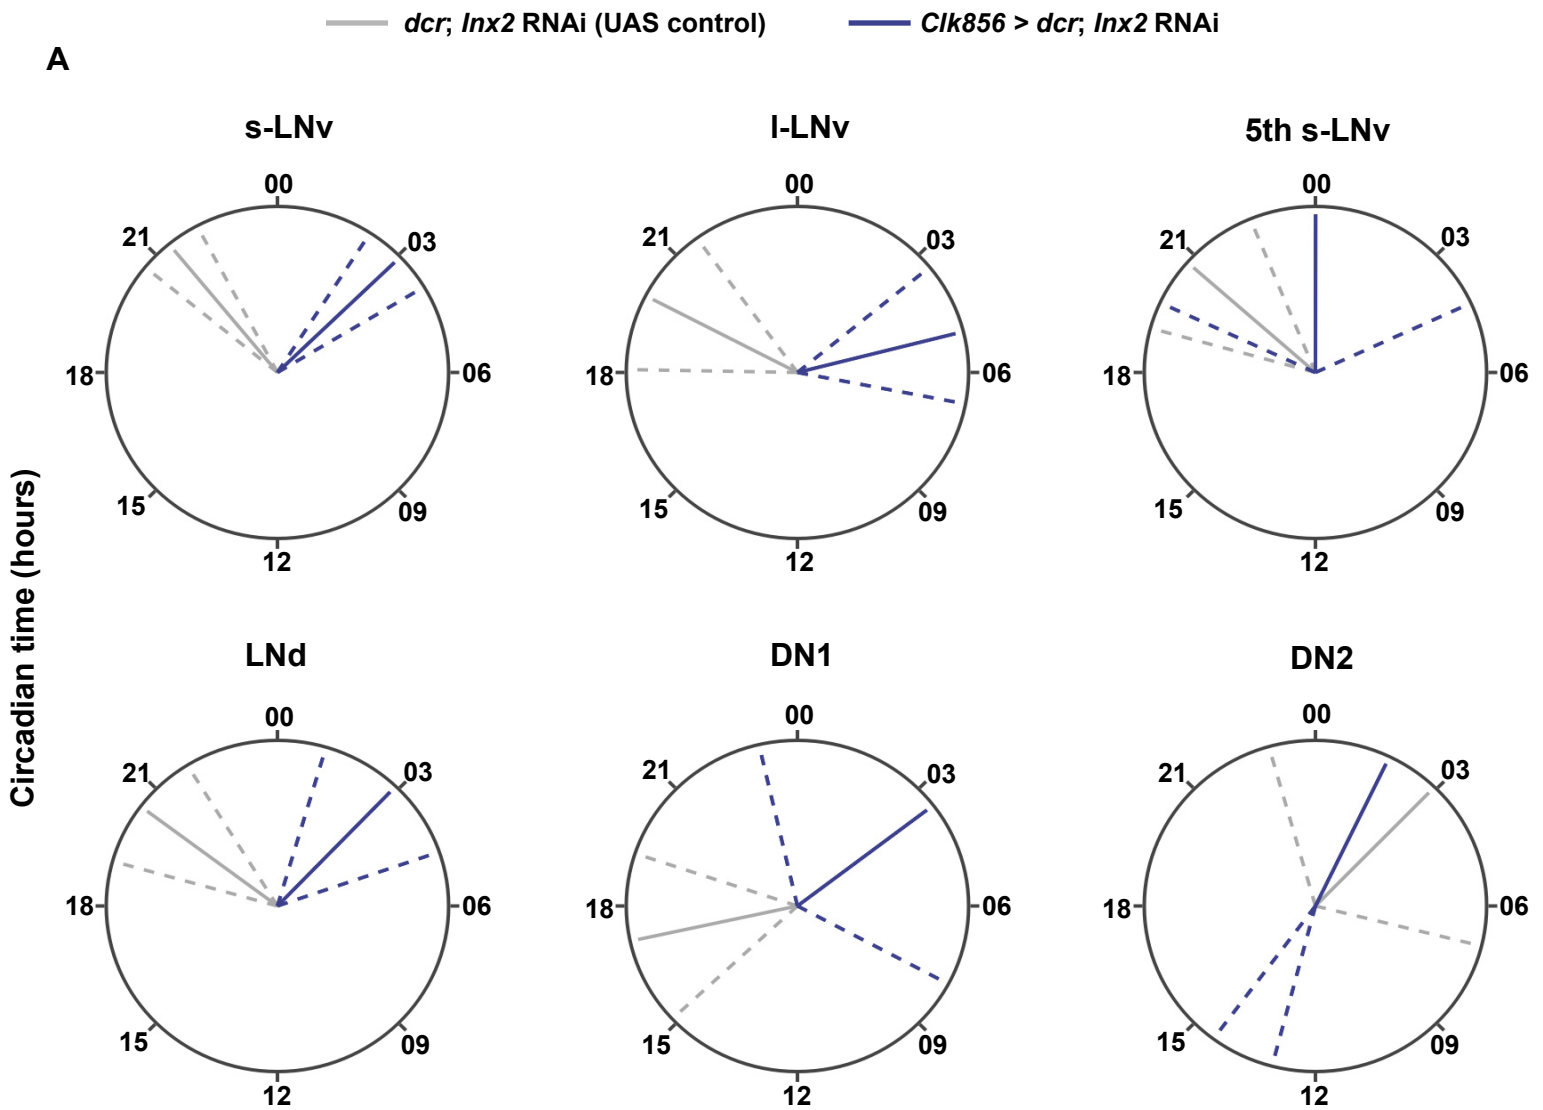 dcr; Inx2 RNAi (UAS control) Clk856 > dcr; Inx2 RNAi
A
s-LNv l-LNv 5th s-LNv
00 00 00
21 03 21 03 21 03
18 06 18 06 18 06
15 09 15 09 15 09
12 12 12
Circadian time (hours)
LNd DN1 DN2
00 00 00
21 03 21 03 21 03
18 06 18 06 18 06
15 09 15 09 15 09
12 12 12